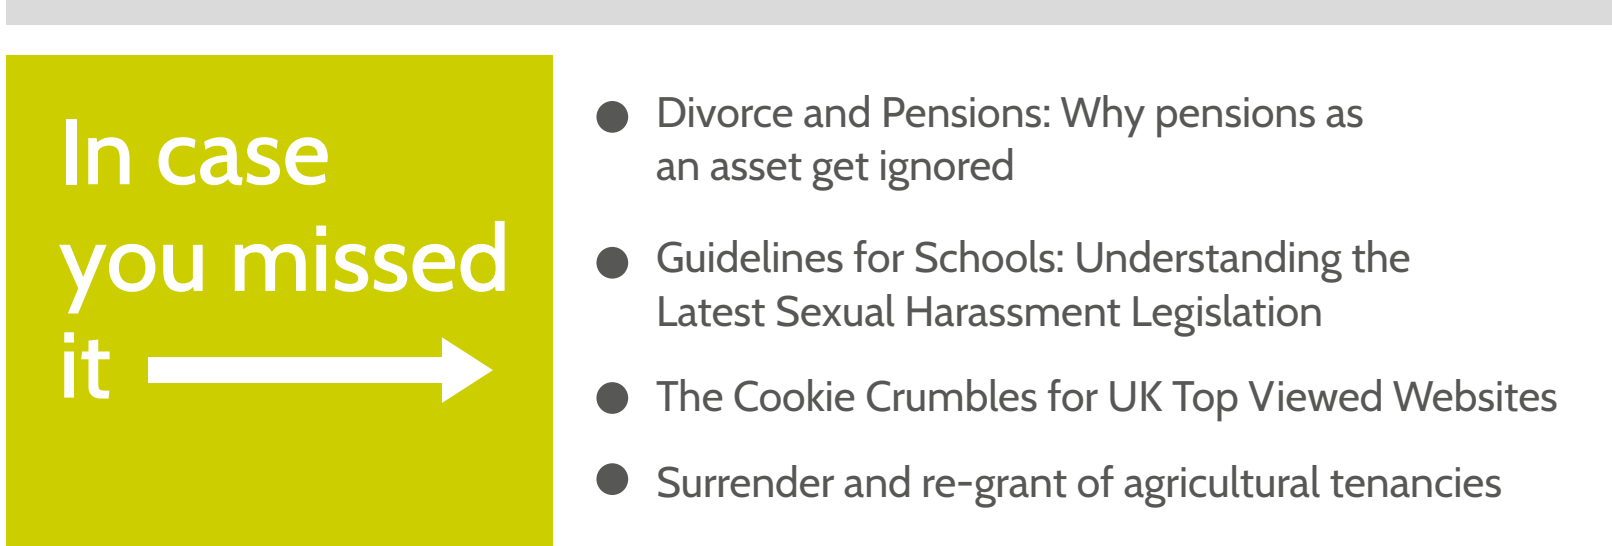 In case
you missed
it
Divorce and Pensions: Why pensions as
an asset get ignored
Guidelines for Schools: Understanding the
Latest Sexual Harassment Legislation
The Cookie Crumbles for UK Top Viewed Websites
Surrender and re-grant of agricultural tenancies